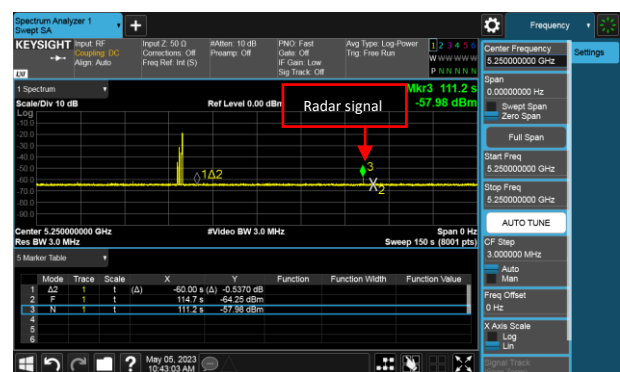 Spectrum Analyzer 1
Swept SA
Frequency
KEYSIGHT
Input: RF
Coupling: DC
Align: Auto
Input Z: 50 Ω
Corrections: Off
Freq Ref: Int (S)
#Atten: 10 dB
Preamp: Off
PNO: Fast
Gate: Off
IF Gain: Low
Sig Track: Off
Avg Type: Log-Power
Trig: Free Run
1 2 3 4 5 6
W W W W W W
P N N N N N
LXI
Center Frequency
5.250000000 GHz
Settings
1 Spectrum
Scale/Div 10 dB
Ref Level 0.00 dBm
Mkr3 111.2 s
-57.98 dBm
Radar signal
Span
0.00000000 Hz
Swept Span
Zero Span
Full Span
Start Freq
5.250000000 GHz
Stop Freq
5.250000000 GHz
AUTO TUNE
CF Step
3.000000 MHz
Auto
Man
Freq Offset
0 Hz
X Axis Scale
Log
Lin
Signal Track
Log
-10.0
-20.0
-30.0
-40.0
-50.0
-60.0
-70.0
-80.0
-90.0
1Δ2
3
X2
Center 5.250000 GHz
#Video BW 3.0 MHz
Span 0 Hz
Res BW 3.0 MHz
Sweep 150 s (8001 pts)
5 Marker Table
Mode Trace Scale X Y Function Function Width Function Value
1 Δ2 1 t (Δ) -60.00 s (Δ) -0.5370 dB
2 F 1 t 114.7 s -64.25 dBm
3 N 1 t 111.2 s -57.98 dBm
4
5
6
?
May 05, 2023
10:43:03 AM